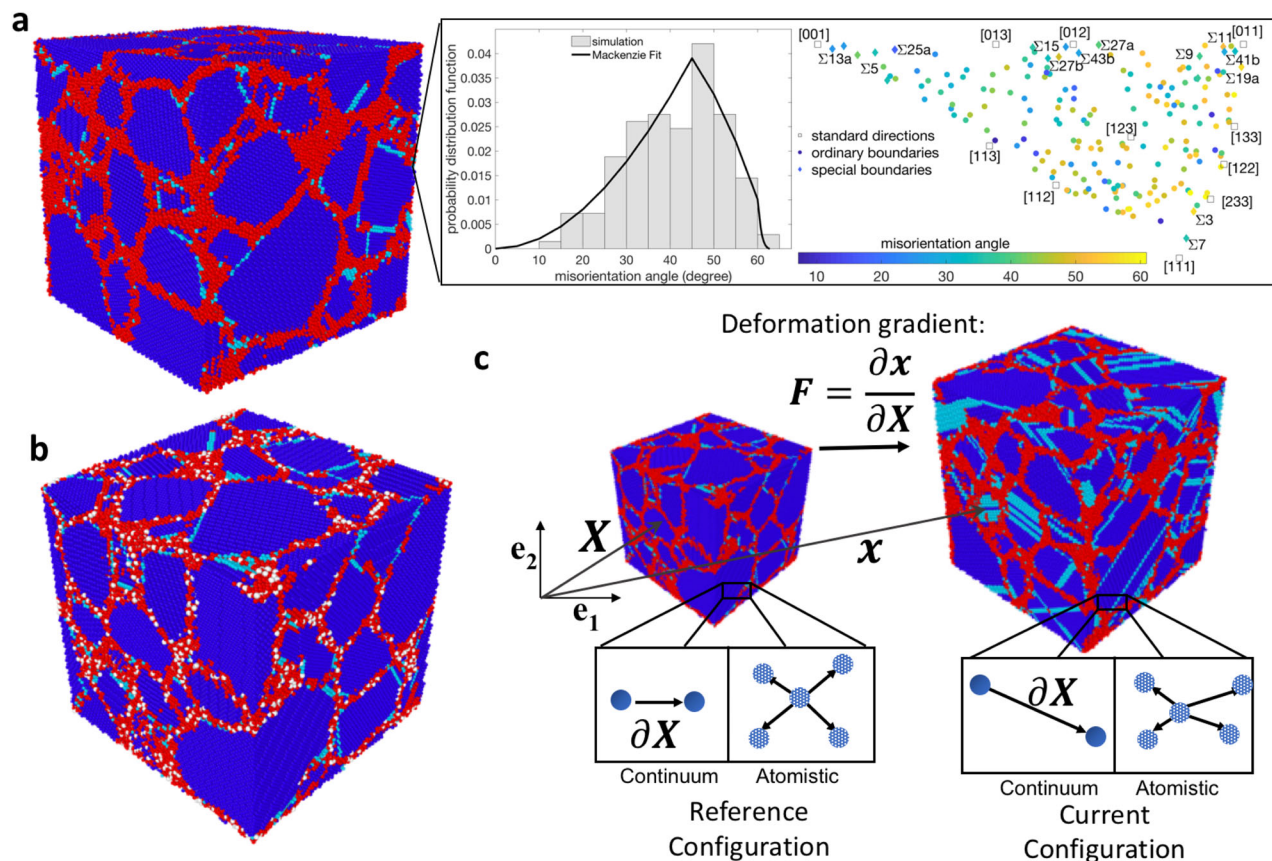 a
simulation
Mackenzie Fit
probability distribution function
0.04
0.035
0.03
0.025
0.02
0.015
0.01
0.005
0
0 10 20 30 40 50 60
misorientation angle (degree)
[001]
Σ13a
Σ5
Σ25a
[013]
Σ15
[012]
Σ27a
Σ27b
Σ43b
Σ9
Σ11
[011]
Σ41b
Σ19a
standard directions
ordinary boundaries
special boundaries
[113]
[123]
[133]
[122]
[112]
[233]
Σ3
Σ7
[111]
misorientation angle
10 20 30 40 50 60
b
c
Deformation gradient:
F = ∂x/∂X
X
x
e2
e1
∂X
Continuum
Atomistic
Reference
Configuration
∂X
Continuum
Atomistic
Current
Configuration